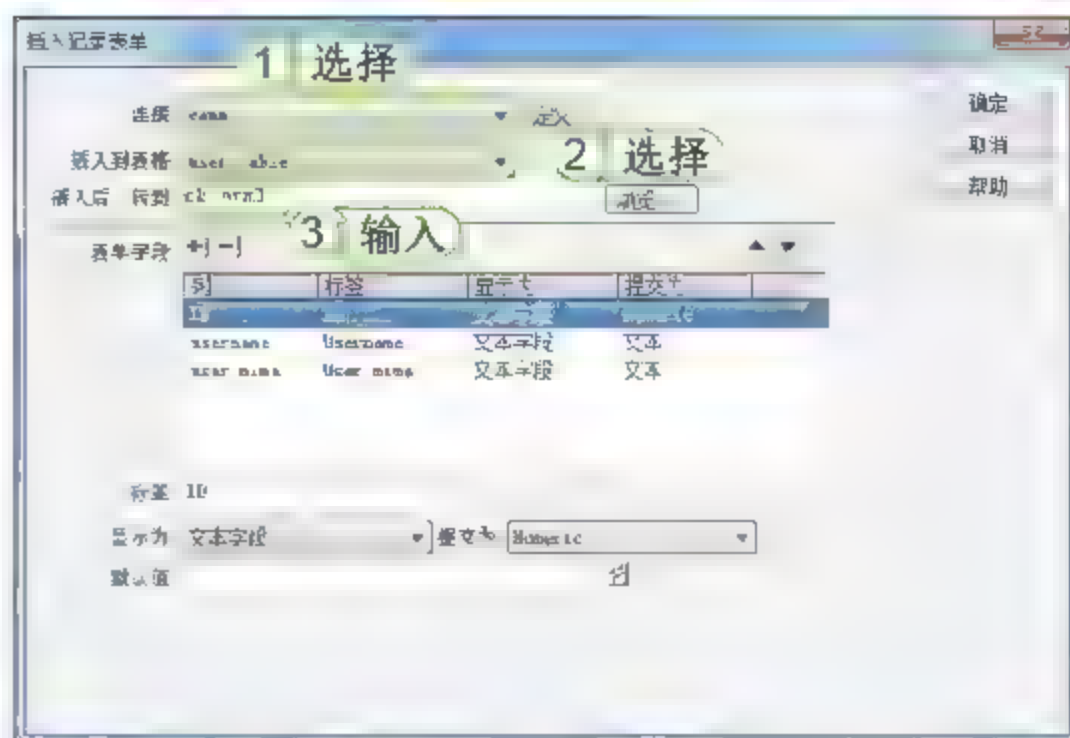 插入记录表单
1 选择
连接 conn 定义 确定
插入到表格 2 选择 取消
插入后 转到 帮助
表单字段 3 输入
列 标签 显示为 提交为
username Username 文本字段 文本
文本字段 文本
标签 ID
显示为 文本字段 提交为 Numeric
默认值